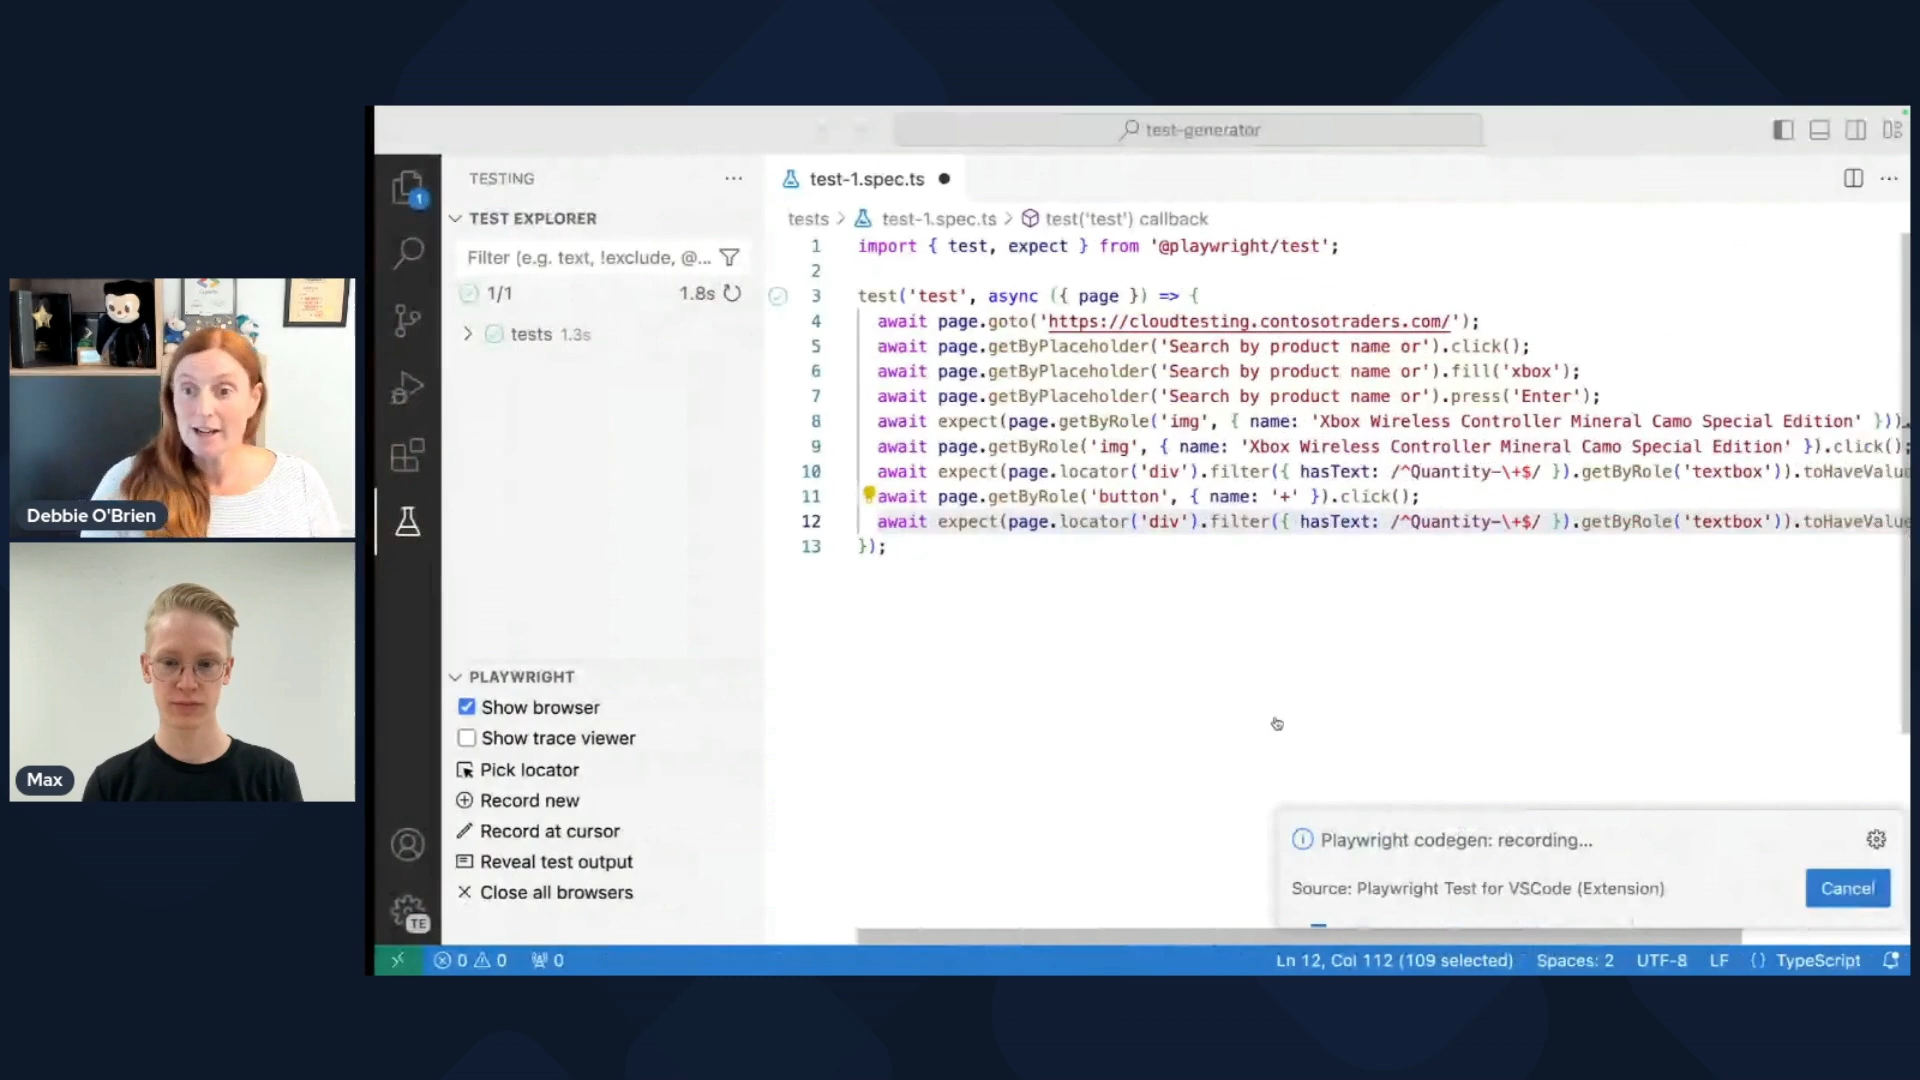 test-generator
TESTING
TEST EXPLORER
Filter (e.g. text, !exclude, @...
1/1
1.8s
tests 1.3s
PLAYWRIGHT
Show browser
Show trace viewer
Pick locator
Record new
Record at cursor
Reveal test output
Close all browsers
1
TE
test-1.spec.ts
tests > test-1.spec.ts > test('test') callback
1 import { test, expect } from '@playwright/test';
2
3 test('test', async ({ page }) => {
4 await page.goto('https://cloudtesting.contosotraders.com/');
5 await page.getByPlaceholder('Search by product name or').click();
6 await page.getByPlaceholder('Search by product name or').fill('xbox');
7 await page.getByPlaceholder('Search by product name or').press('Enter');
8 await expect(page.getByRole('img', { name: 'Xbox Wireless Controller Mineral Camo Special Edition' })).
9 await page.getByRole('img', { name: 'Xbox Wireless Controller Mineral Camo Special Edition' }).click();
10 await expect(page.locator('div').filter({ hasText: /^Quantity-\+$/ }).getByRole('textbox')).toHaveValue
11 await page.getByRole('button', { name: '+' }).click();
12 await expect(page.locator('div').filter({ hasText: /^Quantity-\+$/ }).getByRole('textbox')).toHaveValue
13 });
Playwright codegen: recording...
Source: Playwright Test for VSCode (Extension)
Cancel
0 0 0
Ln 12, Col 112 (109 selected) Spaces: 2 UTF-8 LF {} TypeScript
Debbie O'Brien
Max